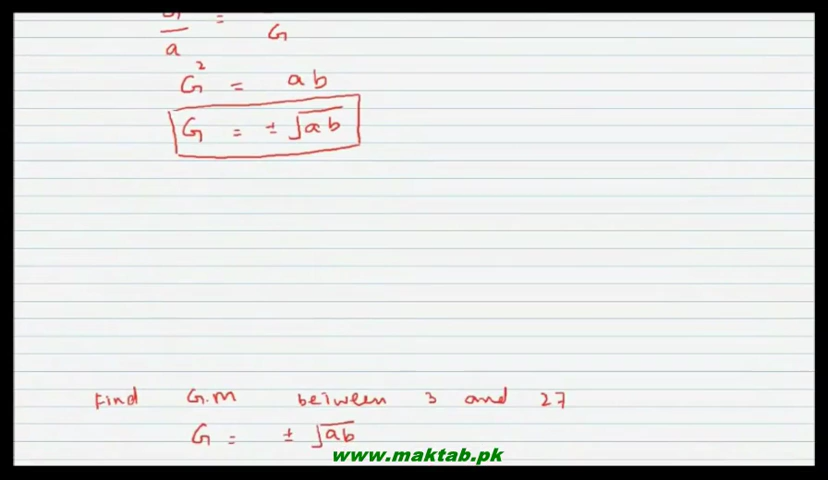 a = G
G² = ab
G = ± √ab
Find G.M between 3 and 27
G = ± √ab
www.maktab.pk